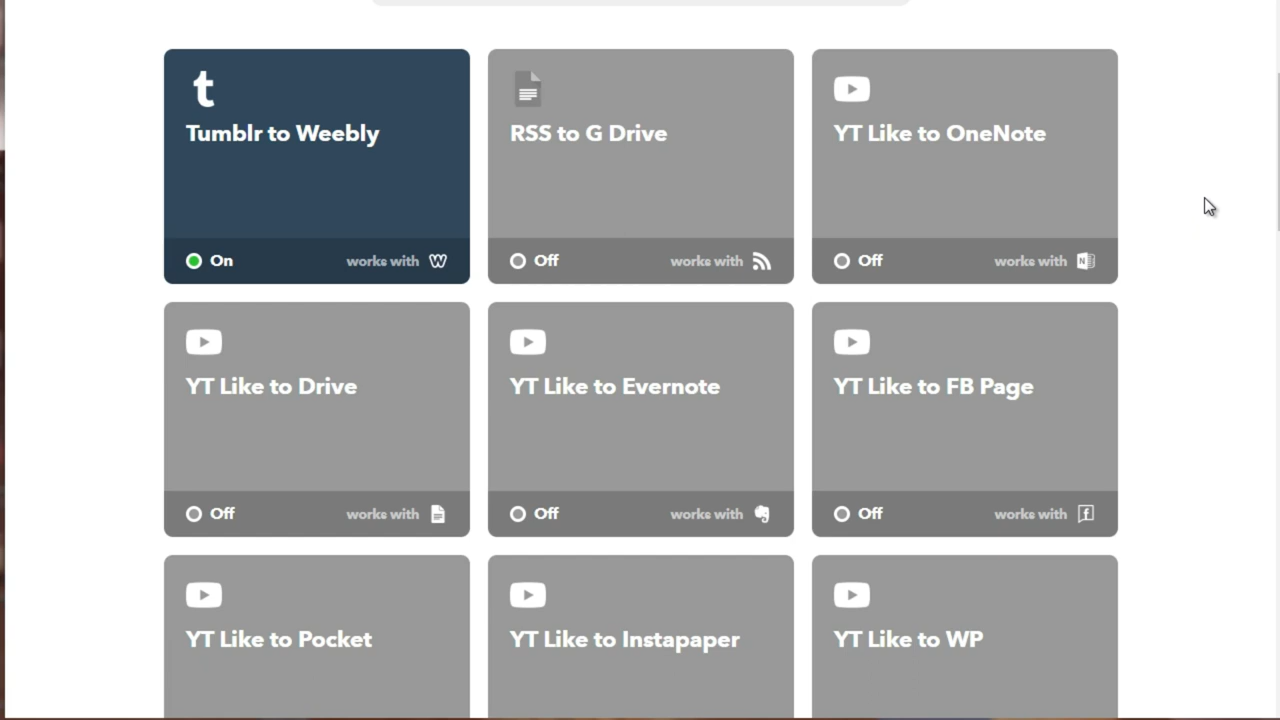 Tumblr to Weebly
RSS to G Drive
YT Like to OneNote
On
works with
Off
works with
Off
works with
YT Like to Drive
YT Like to Evernote
YT Like to FB Page
Off
works with
Off
works with
Off
works with
YT Like to Pocket
YT Like to Instapaper
YT Like to WP